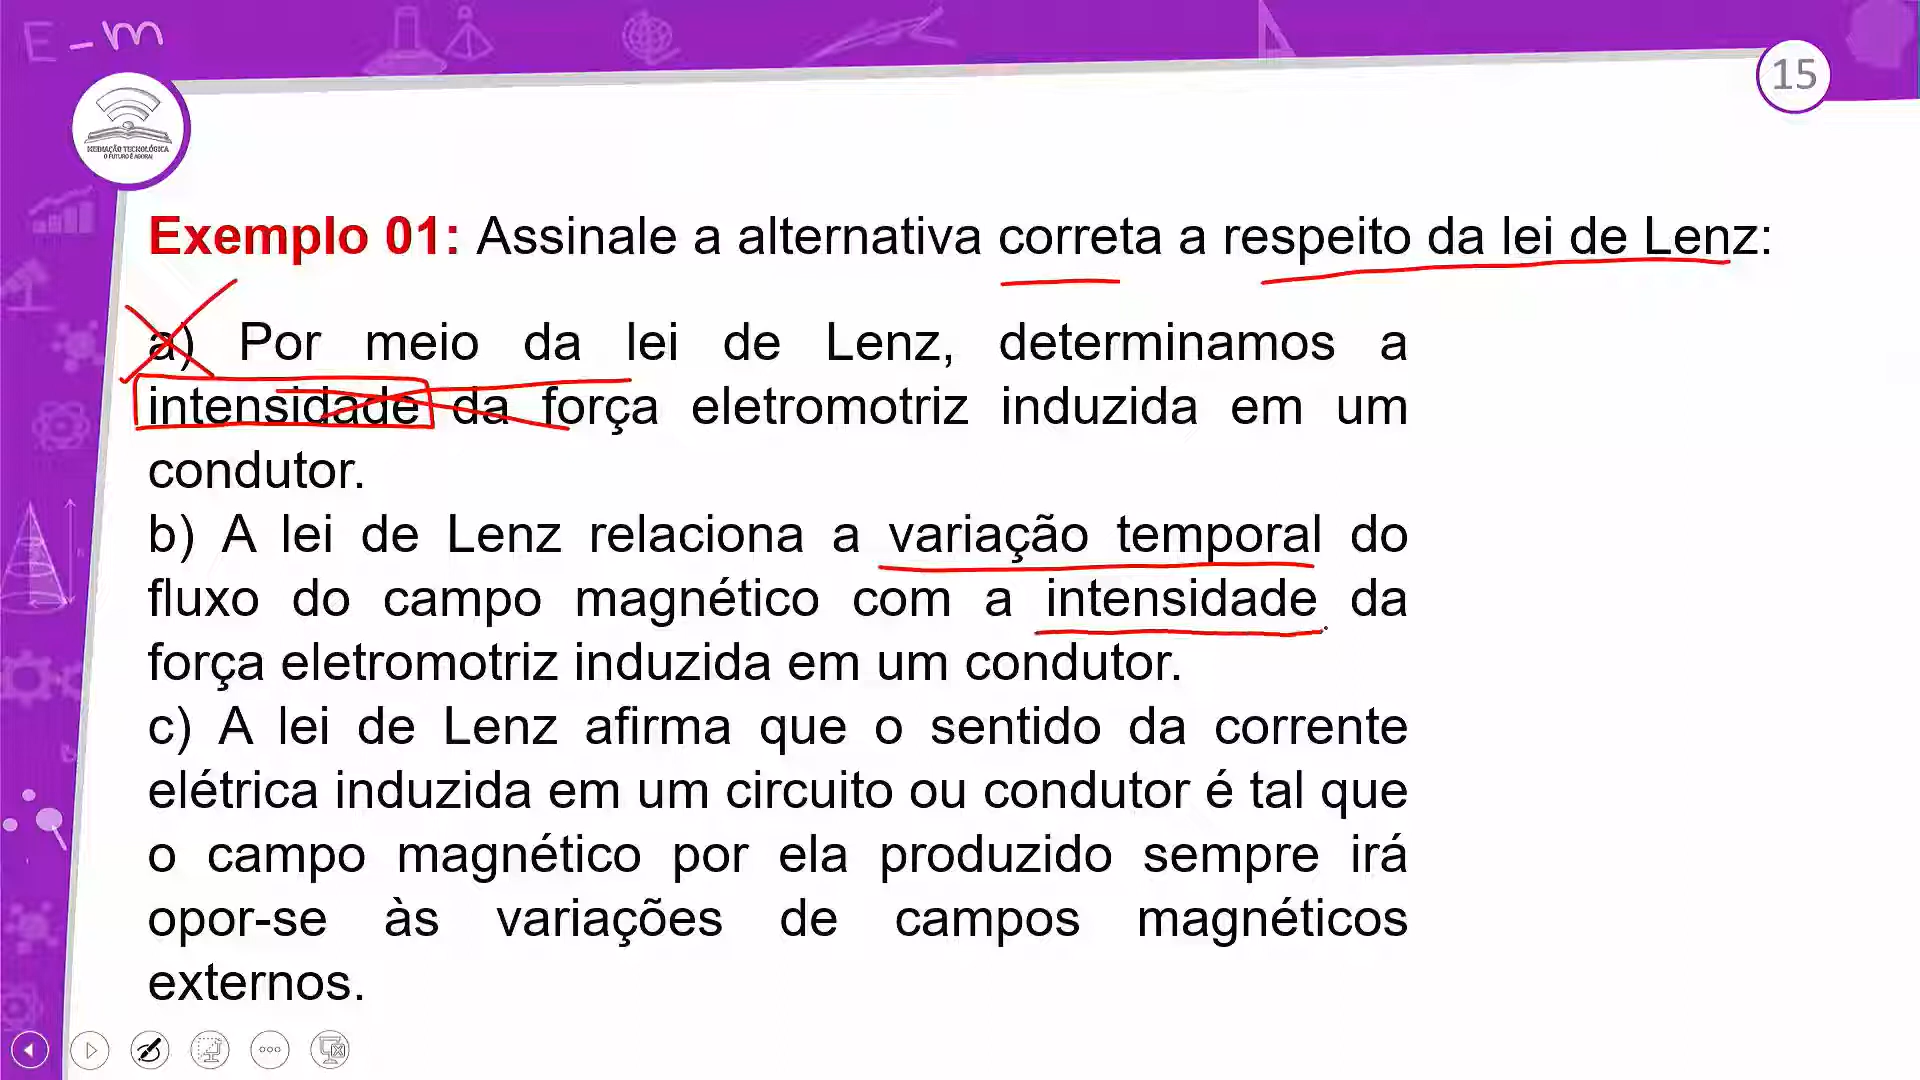 E = m
15
MEDIAÇÃO TECNOLÓGICA
O FUTURO É AGORA!
Exemplo 01: Assinale a alternativa correta a respeito da lei de Lenz:
a) Por meio da lei de Lenz, determinamos a
intensidade da força eletromotriz induzida em um
condutor.
b) A lei de Lenz relaciona a variação temporal do
fluxo do campo magnético com a intensidade da
força eletromotriz induzida em um condutor.
c) A lei de Lenz afirma que o sentido da corrente
elétrica induzida em um circuito ou condutor é tal que
o campo magnético por ela produzido sempre irá
opor-se às variações de campos magnéticos
externos.